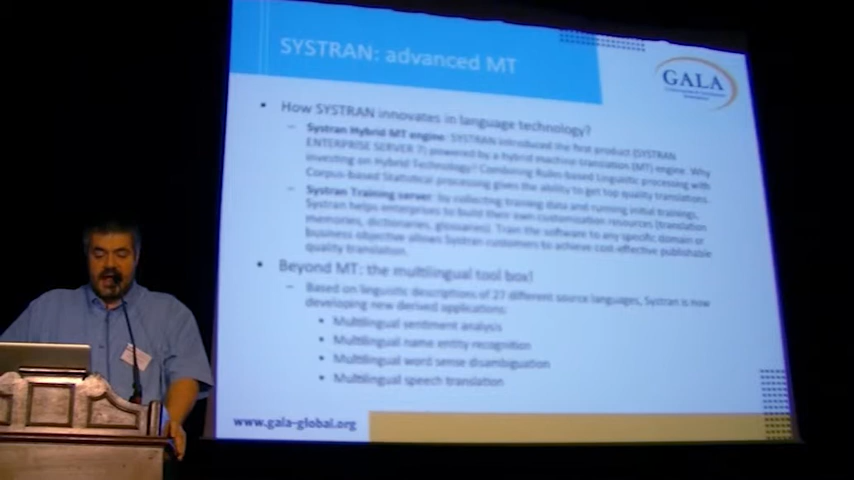 SYSTRAN: advanced MT
GALA
• How SYSTRAN innovates in language technology?
– Systran Hybrid MT engine: SYSTRAN introduced the first product (SYSTRAN
ENTERPRISE SERVER 7) powered by a hybrid machine translation (MT) engine. Why
investing on Hybrid Technology? Combining Rules-based Linguistic processing with
Corpus-based Statistical processing gives the ability to get top quality translations.
– Systran Training server: by collecting training data and running initial trainings,
Systran helps enterprises to build their own customization resources (translation
memories, dictionaries, glossaries). Train the software to any specific domain or
business objective allows Systran customers to achieve cost-effective publishable
quality translation.
• Beyond MT: the multilingual tool box!
– Based on linguistic descriptions of 27 different source languages, Systran is now
developing new derived applications:
• Multilingual sentiment analysis
• Multilingual name entity recognition
• Multilingual word sense disambiguation
• Multilingual speech translation
www.gala-global.org